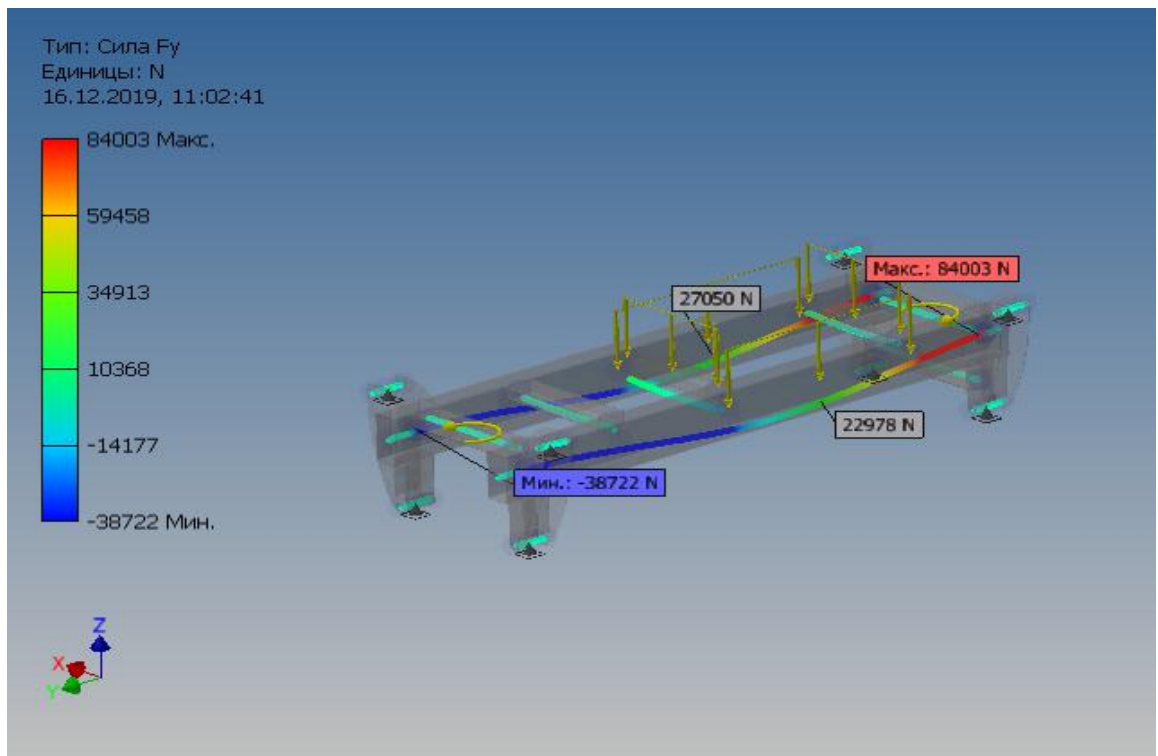 Тип: Сила Fy
Единицы: N
16.12.2019, 11:02:41
84003 Макс.
59458
34913
10368
-14177
-38722 Мин.
Макс.: 84003 N
27050 N
22978 N
Мин.: -38722 N
Z
X
Y